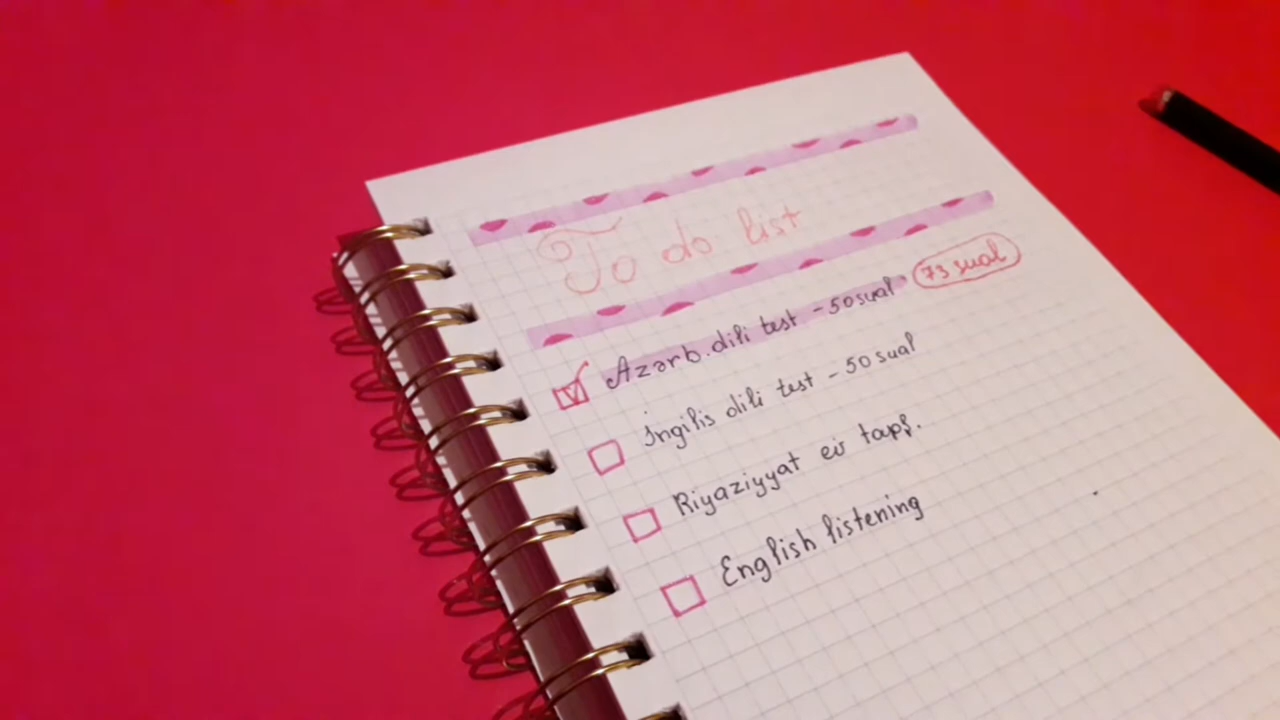 To do list
Azərb. dili test - 50 sual 73 sual
İngilis dili test - 50 sual
Riyaziyyat ev tapş.
English listening